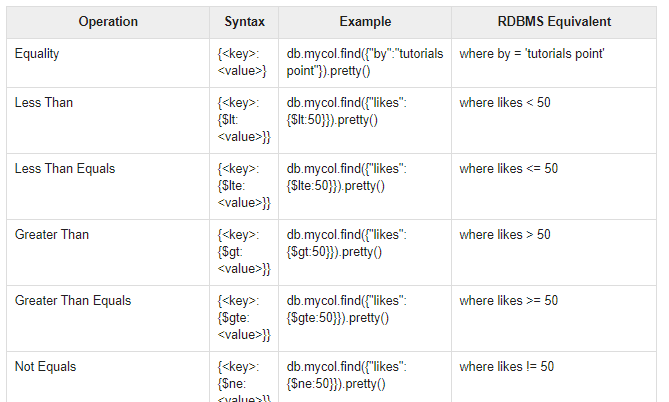 Operation Syntax Example RDBMS Equivalent
Equality {<key>: db.mycol.find({"by":"tutorials where by = 'tutorials point'
<value>} point"}).pretty()
Less Than {<key>: db.mycol.find({"likes": where likes < 50
{$lt: {$lt:50}}).pretty()
<value>}}
Less Than Equals {<key>: db.mycol.find({"likes": where likes <= 50
{$lte: {$lte:50}}).pretty()
<value>}}
Greater Than {<key>: db.mycol.find({"likes": where likes > 50
{$gt: {$gt:50}}).pretty()
<value>}}
Greater Than Equals {<key>: db.mycol.find({"likes": where likes >= 50
{$gte: {$gte:50}}).pretty()
<value>}}
Not Equals {<key>: db.mycol.find({"likes": where likes != 50
{$ne: {$ne:50}}).pretty()
<value>}}